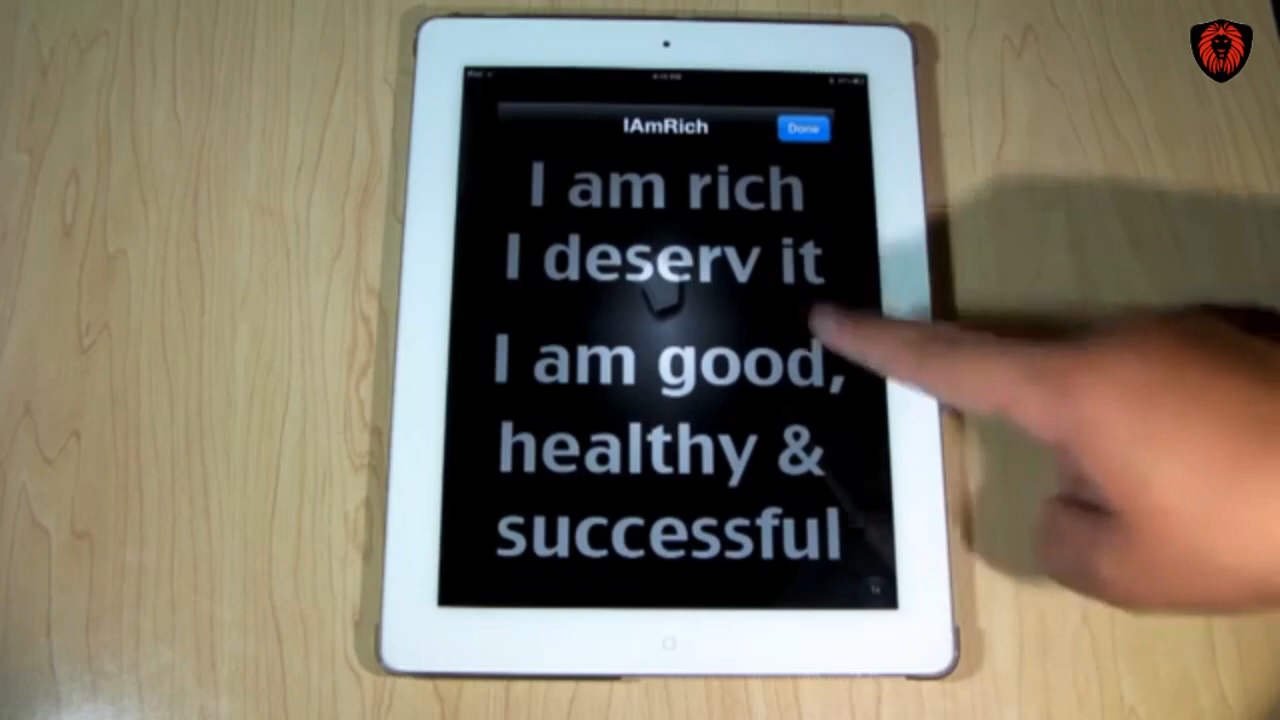 IAmRich
Done
I am rich
I deserv it
I am good,
healthy &
successful